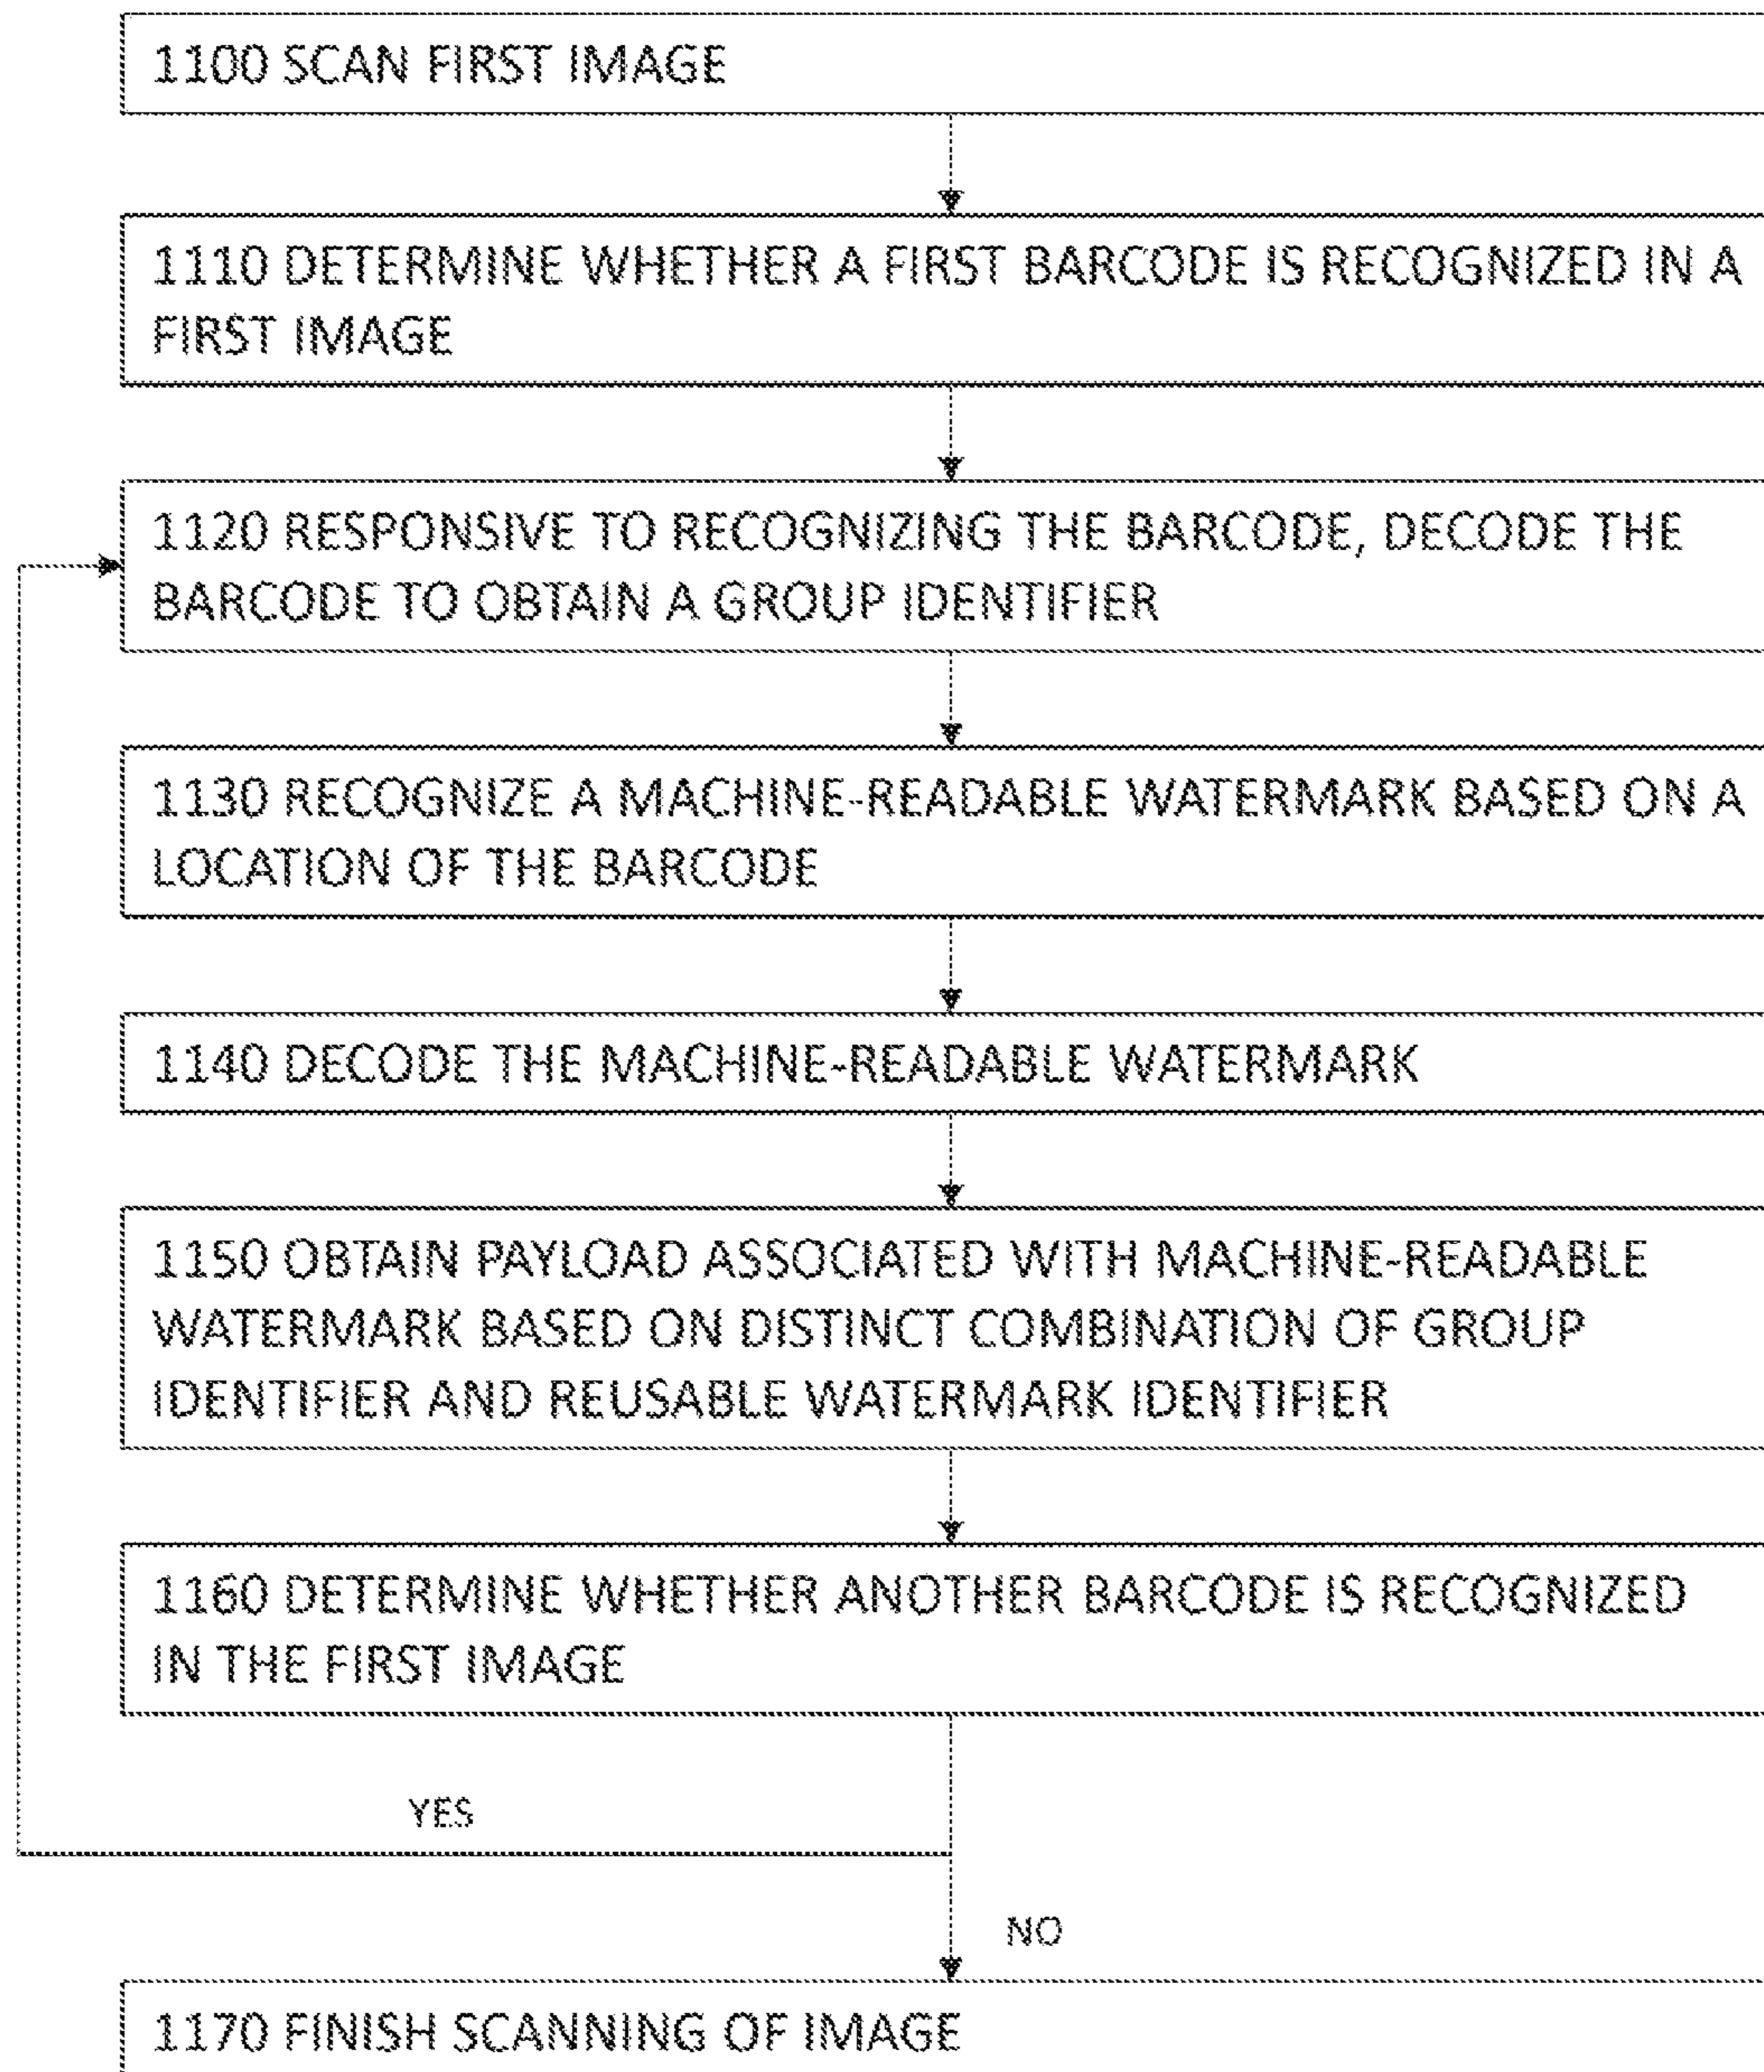 1100 SCAN FIRST IMAGE
1110 DETERMINE WHETHER A FIRST BARCODE IS RECOGNIZED IN A
FIRST IMAGE
1120 RESPONSIVE TO RECOGNIZING THE BARCODE, DECODE THE
BARCODE TO OBTAIN A GROUP IDENTIFIER
1130 RECOGNIZE A MACHINE-READABLE WATERMARK BASED ON A
LOCATION OF THE BARCODE
1140 DECODE THE MACHINE-READABLE WATERMARK
1150 OBTAIN PAYLOAD ASSOCIATED WITH MACHINE-READABLE
WATERMARK BASED ON DISTINCT COMBINATION OF GROUP
IDENTIFIER AND REUSABLE WATERMARK IDENTIFIER
1160 DETERMINE WHETHER ANOTHER BARCODE IS RECOGNIZED
IN THE FIRST IMAGE
YES
NO
1170 FINISH SCANNING OF IMAGE